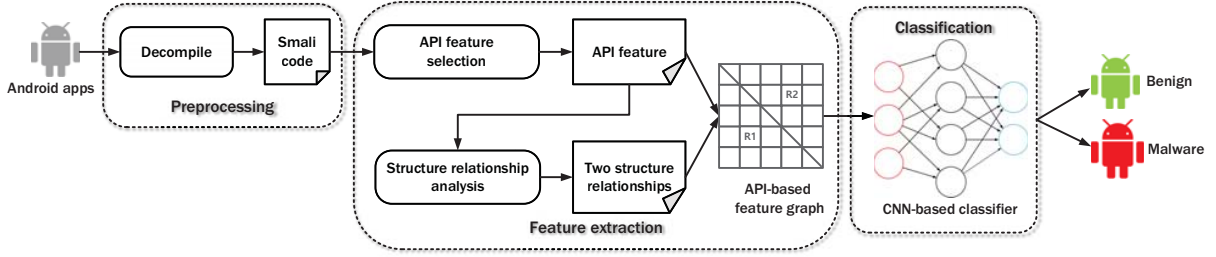 Android apps
Decompile
Smali
code
Preprocessing
API feature
selection
API feature
Structure relationship
analysis
Two structure
relationships
R2
R1
API-based
feature graph
Feature extraction
Classification
CNN-based classifier
Benign
Malware